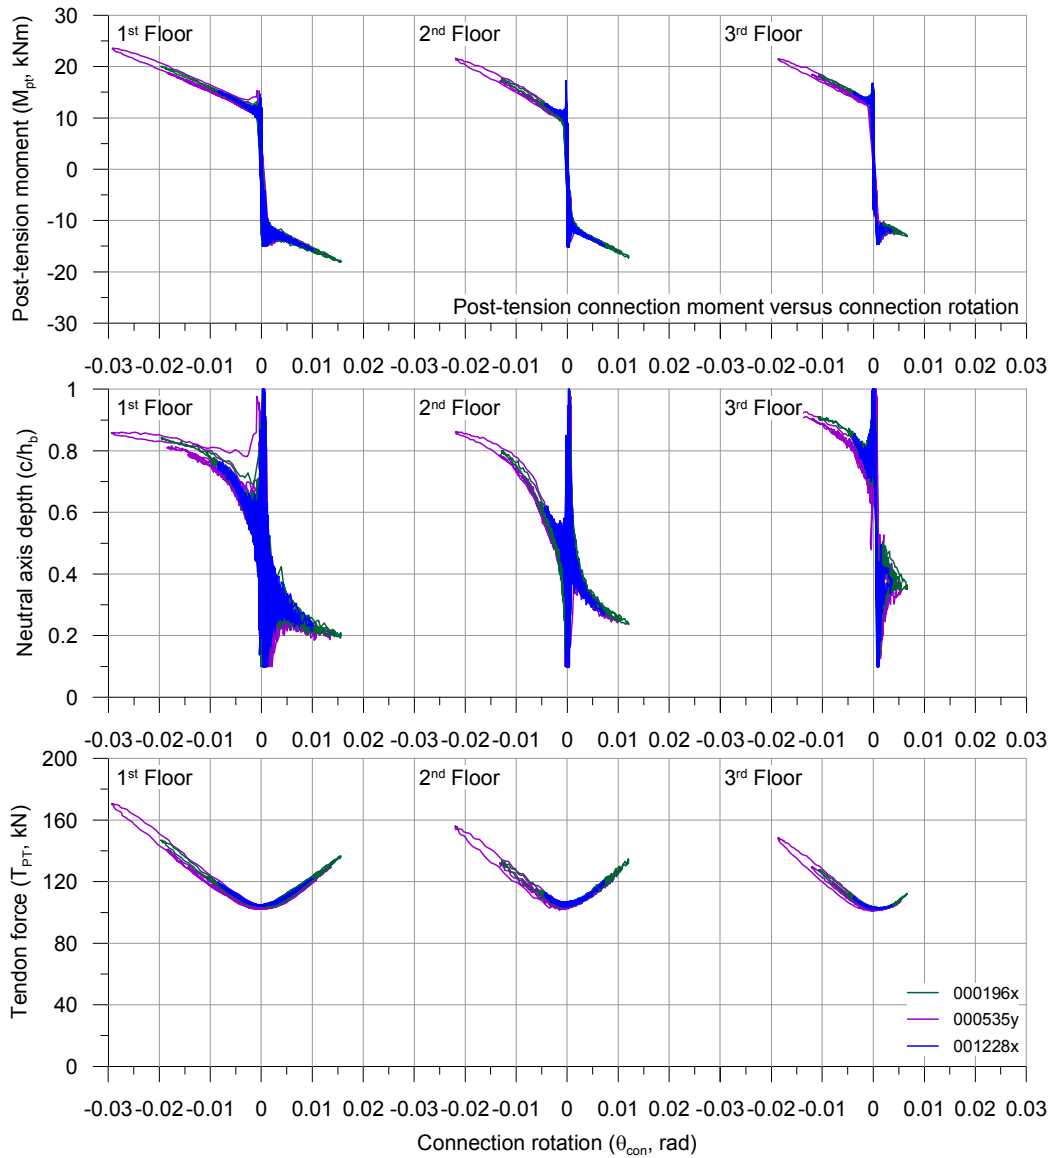 30
20
10
0
-10
-20
-30
Post-tension moment (Mpt, kNm)
1st Floor 2nd Floor 3rd Floor
Post-tension connection moment versus connection rotation
-0.03 -0.02 -0.01 0 0.01 0.02 -0.03 -0.02 -0.01 0 0.01 0.02 -0.03 -0.02 -0.01 0 0.01 0.02 0.03
1
0.8
0.6
0.4
0.2
0
Neutral axis depth (c/hb)
1st Floor 2nd Floor 3rd Floor
-0.03 -0.02 -0.01 0 0.01 0.02 -0.03 -0.02 -0.01 0 0.01 0.02 -0.03 -0.02 -0.01 0 0.01 0.02 0.03
200
160
120
80
40
0
Tendon force (TPT, kN)
1st Floor 2nd Floor 3rd Floor
000196x
000535y
001228x
-0.03 -0.02 -0.01 0 0.01 0.02 -0.03 -0.02 -0.01 0 0.01 0.02 -0.03 -0.02 -0.01 0 0.01 0.02 0.03
Connection rotation (θcon, rad)